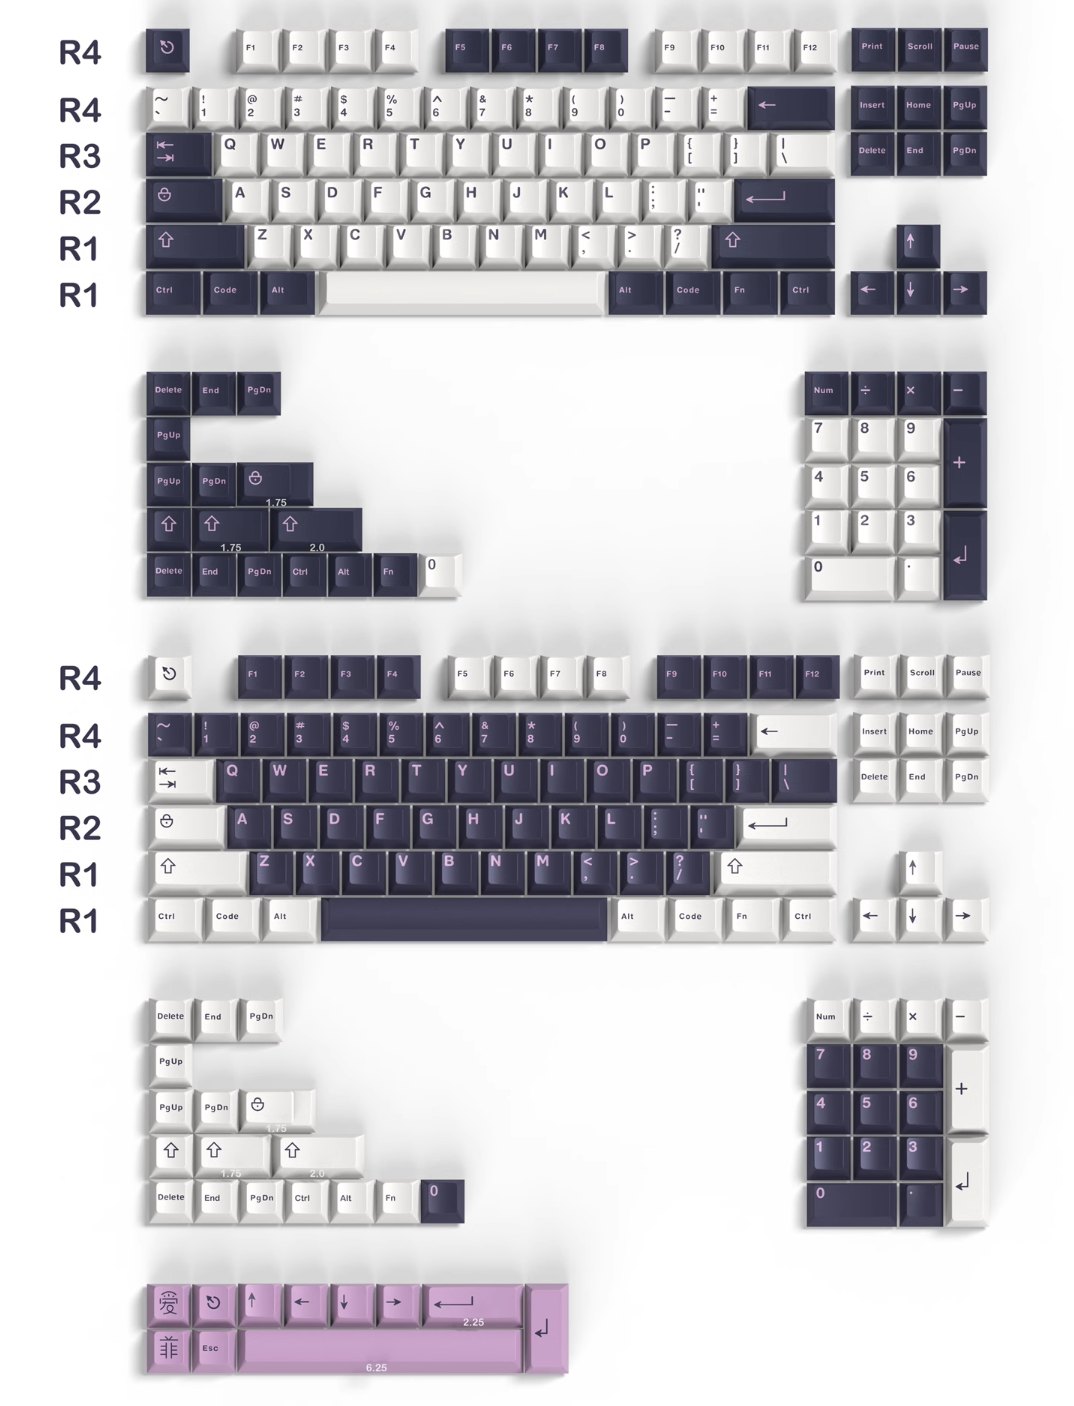 R4 F1 F2 F3 F4 F5 F6 F7 F8 F9 F10 F11 F12 Print Scroll Pause
R4 ~ ` ! 1 @ 2 # 3 $ 4 % 5 ^ 6 & 7 * 8 ( 9 ) 0 — - + = ← Insert Home PgUp
R3 Q W E R T Y U I O P { [ } ] | \ Delete End PgDn
R2 A S D F G H J K L : ; " '
R1 Z X C V B N M < , > . ? / ↑
R1 Ctrl Code Alt Alt Code Fn Ctrl ← ↓ →
Delete End PgDn Num ÷ × −
PgUp 7 8 9 +
PgUp PgDn 1.75 4 5 6
1.75 2.0 1 2 3
Delete End PgDn Ctrl Alt Fn 0 0 .
R4 F1 F2 F3 F4 F5 F6 F7 F8 F9 F10 F11 F12 Print Scroll Pause
R4 ~ ` ! 1 @ 2 # 3 $ 4 % 5 ^ 6 & 7 * 8 ( 9 ) 0 — - + = ← Insert Home PgUp
R3 Q W E R T Y U I O P { [ } ] | \ Delete End PgDn
R2 A S D F G H J K L : ; " '
R1 Z X C V B N M < , > . ? / ↑
R1 Ctrl Code Alt Alt Code Fn Ctrl ← ↓ →
Delete End PgDn Num ÷ × −
PgUp 7 8 9 +
PgUp PgDn 1.75 4 5 6
1.75 2.0 1 2 3
Delete End PgDn Ctrl Alt Fn 0 0 .
愛 ↑ ← ↓ → 2.25
Esc 6.25